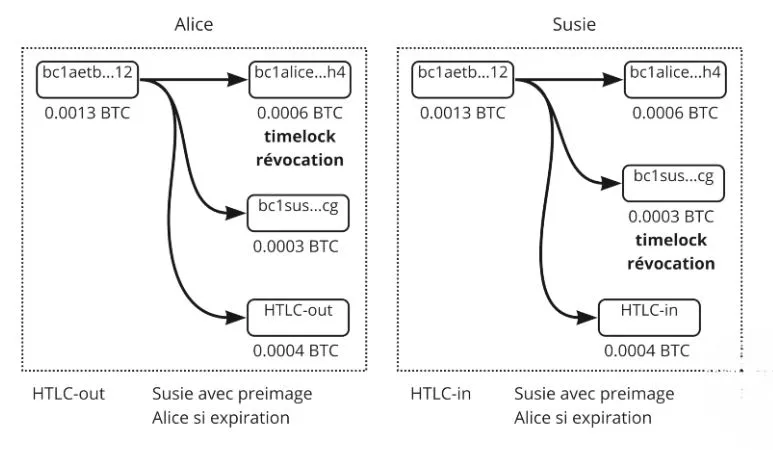 Alice
bc1aetb...12
bc1alice...h4
0.0013 BTC
0.0006 BTC
timelock
révocation
bc1sus...cg
0.0003 BTC
HTLC-out
0.0004 BTC
HTLC-out
Susie avec preimage
Alice si expiration
Susie
bc1aetb...12
bc1alice...h4
0.0013 BTC
0.0006 BTC
bc1sus...cg
0.0003 BTC
timelock
révocation
HTLC-in
0.0004 BTC
HTLC-in
Susie avec preimage
Alice si expiration